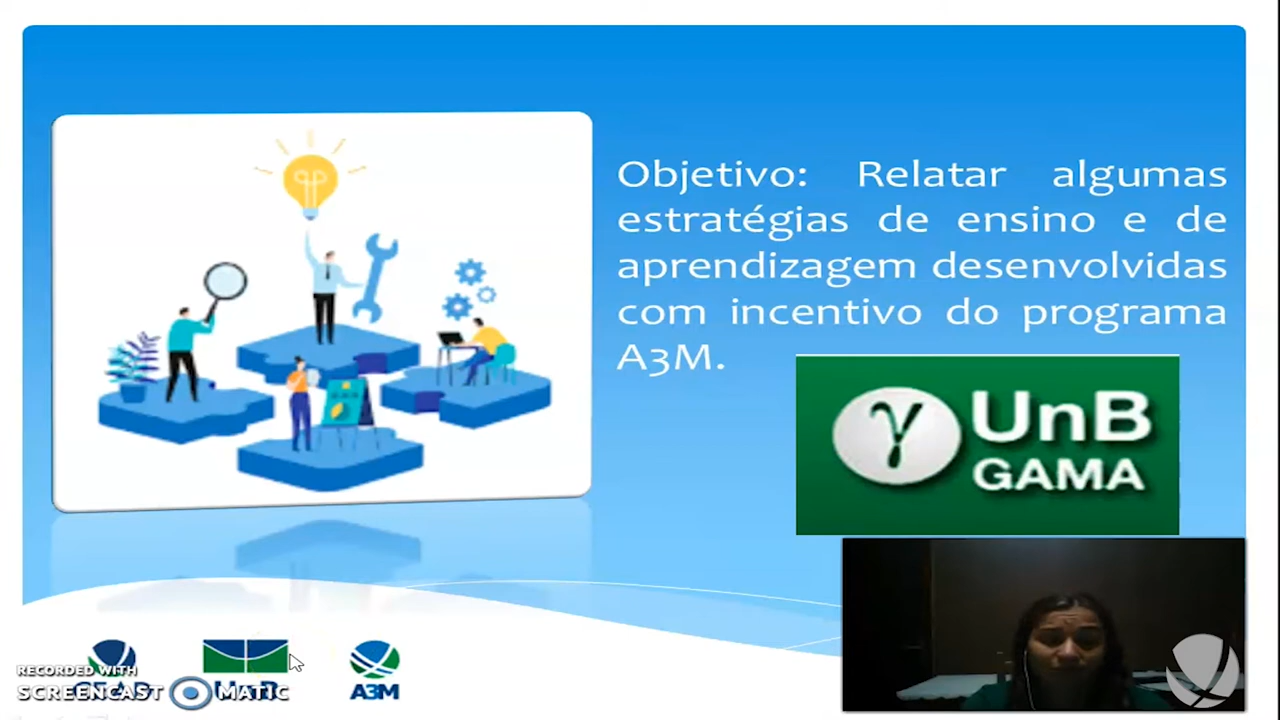 Objetivo: Relatar algumas
estratégias de ensino e de
aprendizagem desenvolvidas
com incentivo do programa
A3M.
γ UnB
GAMA
RECORDED WITH
SCREENCAST MATIC
A3M